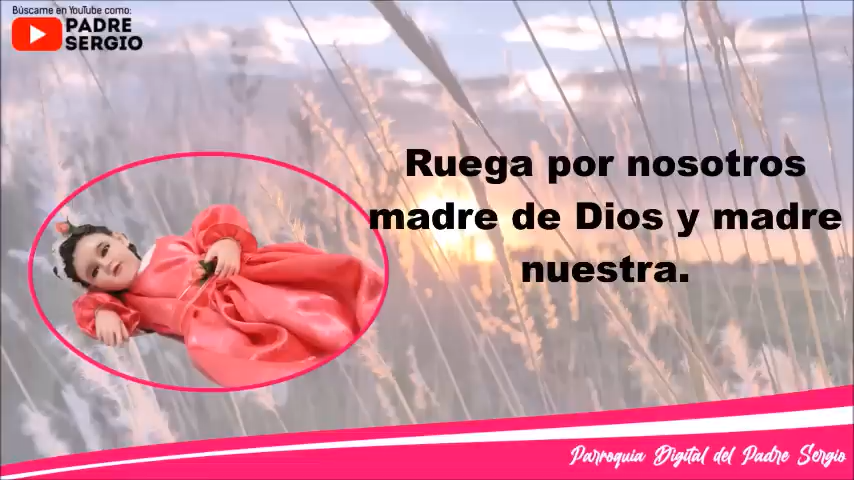 Búscame en YouTube como:
PADRE
SERGIO
Ruega por nosotros
madre de Dios y madre
nuestra.
Parroquia Digital del Padre Sergio